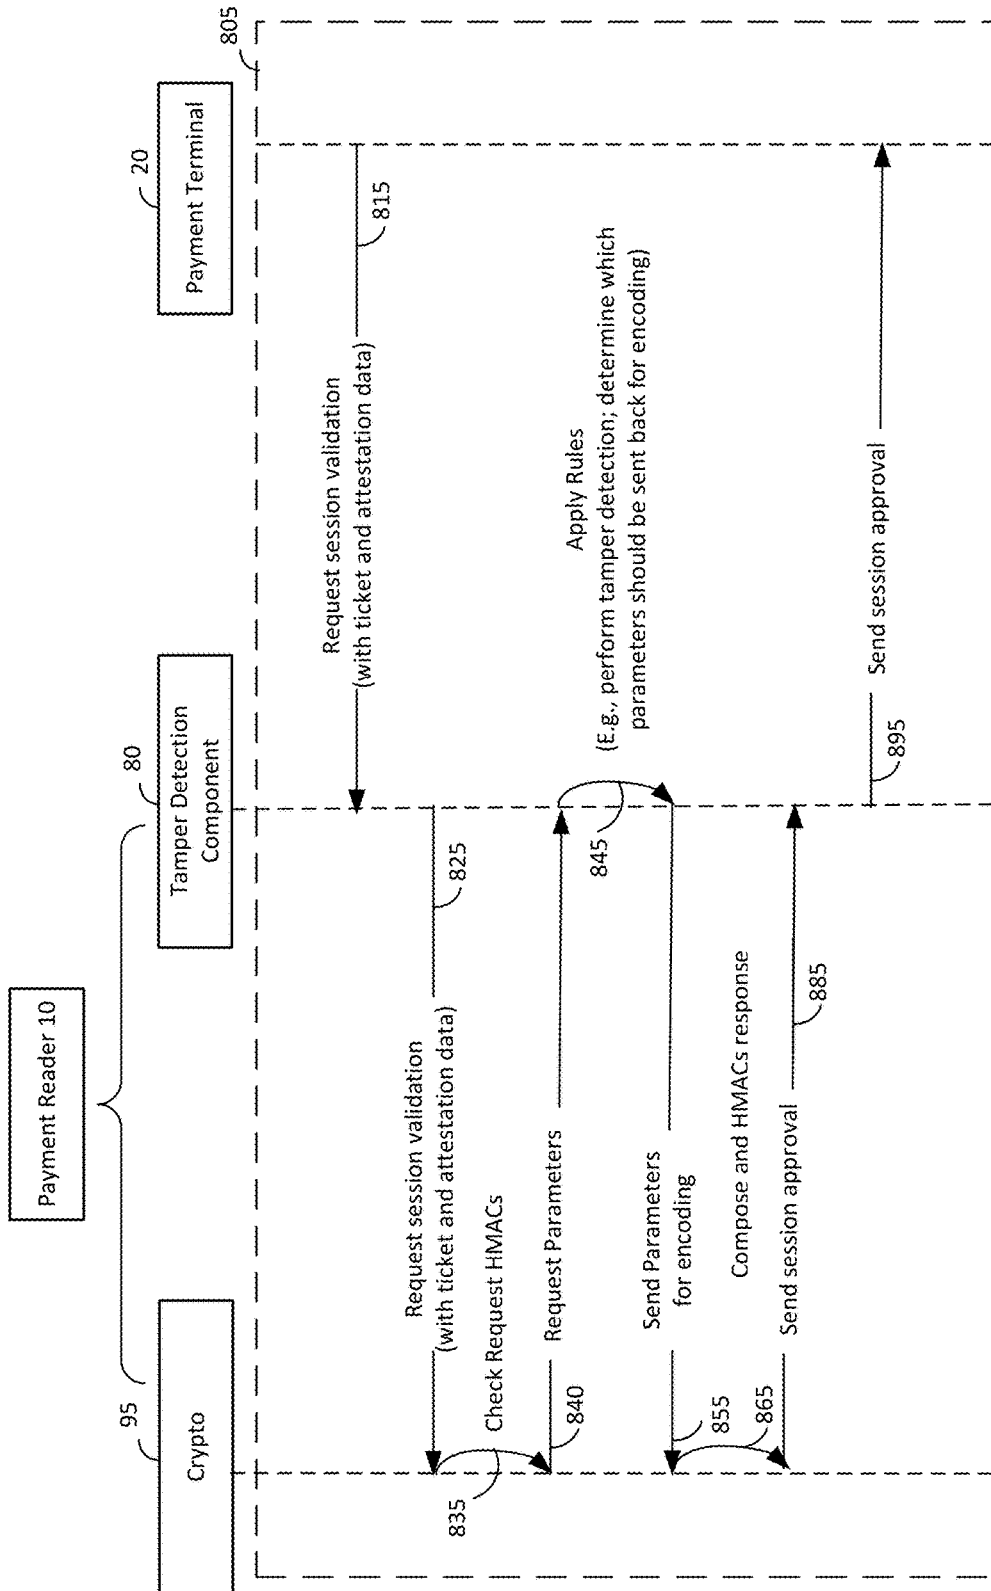 Payment Reader 10
95
80
20
Crypto
Tamper Detection
Component
Payment Terminal
805
Request session validation
(with ticket and attestation data)
815
Request session validation
(with ticket and attestation data)
825
Check Request HMACs
835
Request Parameters
840
Apply Rules
(E.g., perform tamper detection; determine which
parameters should be sent back for encoding)
845
Send Parameters
for encoding
855
Compose and HMACs response
865
Send session approval
885
Send session approval
895